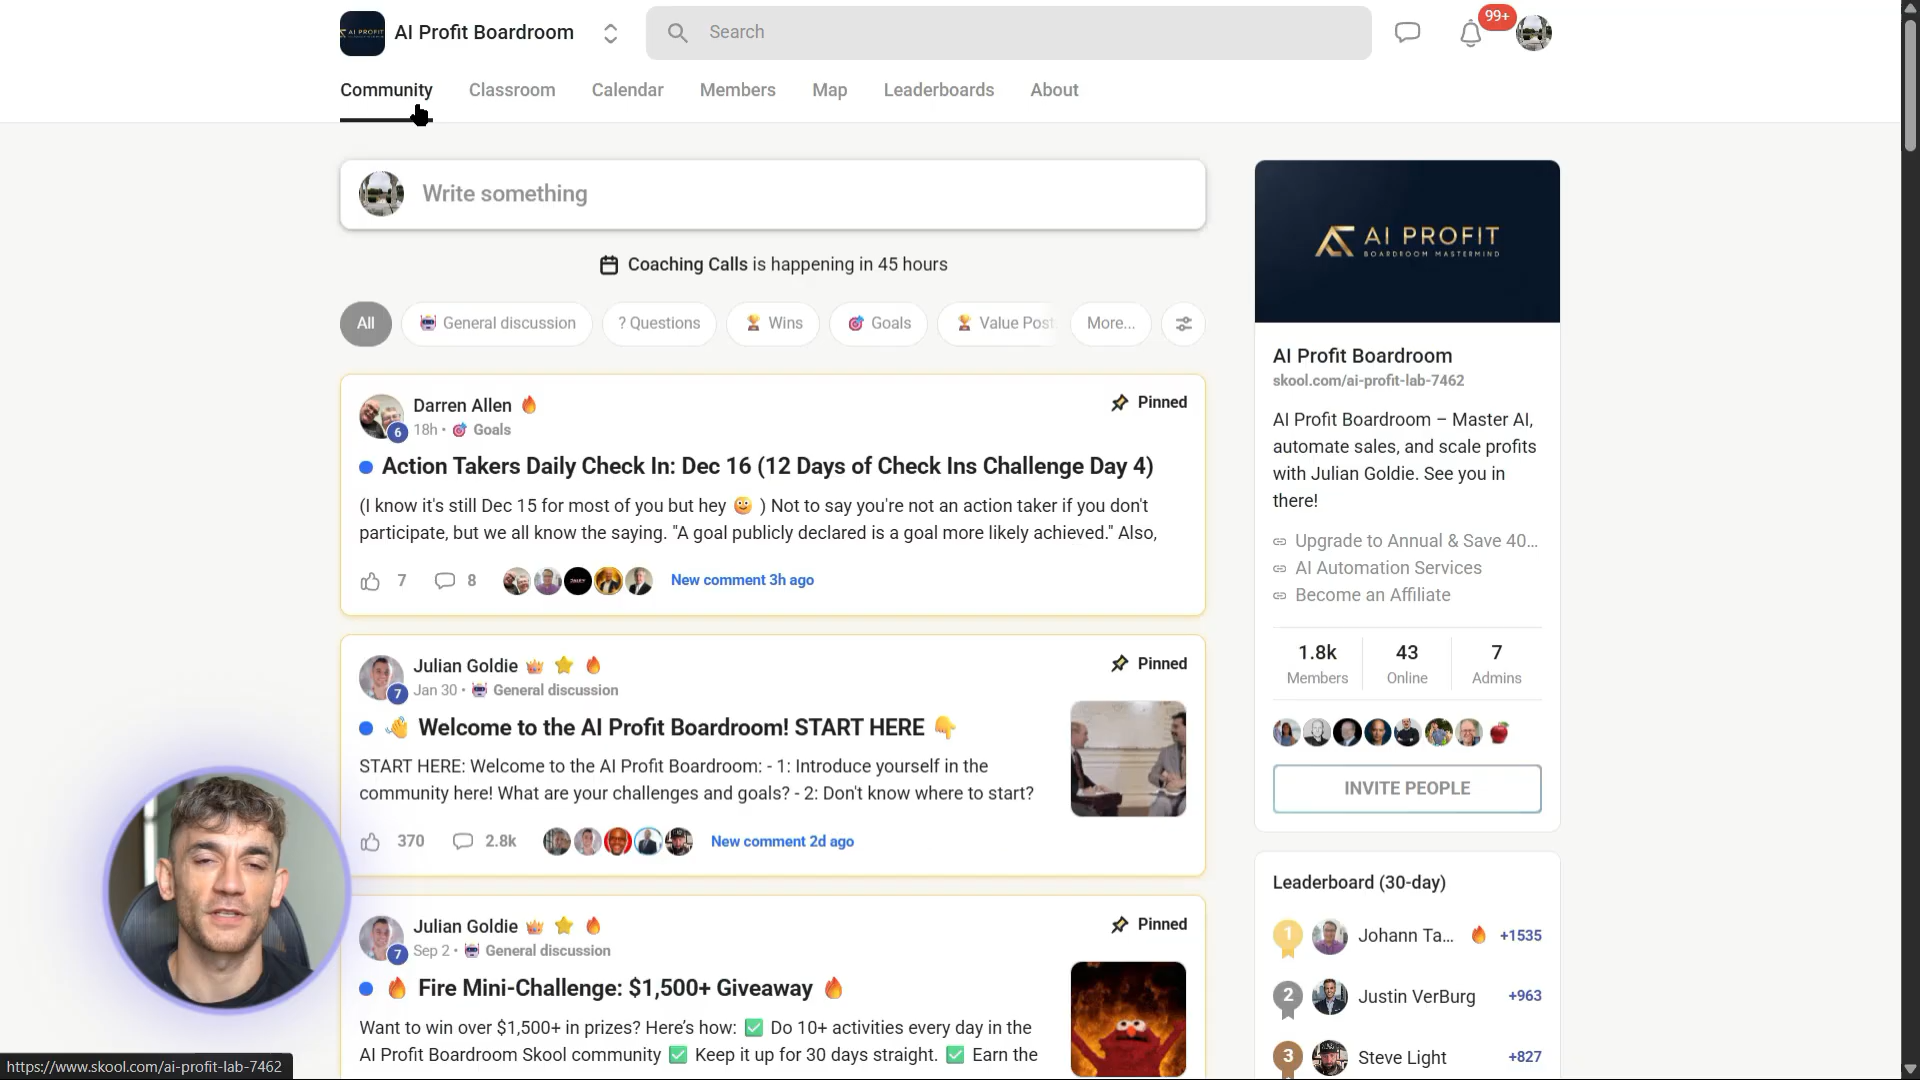 AI PROFIT
AI Profit Boardroom
Search
99+
Community
Classroom
Calendar
Members
Map
Leaderboards
About
Write something
Coaching Calls is happening in 45 hours
All
General discussion
? Questions
Wins
Goals
Value Post
More...
Darren Allen
Pinned
6
18h • Goals
Action Takers Daily Check In: Dec 16 (12 Days of Check Ins Challenge Day 4)
(I know it's still Dec 15 for most of you but hey ) Not to say you're not an action taker if you don't
participate, but we all know the saying. "A goal publicly declared is a goal more likely achieved." Also,
7
8
New comment 3h ago
Julian Goldie
Pinned
7
Jan 30 • General discussion
Welcome to the AI Profit Boardroom! START HERE
START HERE: Welcome to the AI Profit Boardroom: - 1: Introduce yourself in the
community here! What are your challenges and goals? - 2: Don't know where to start?
370
2.8k
New comment 2d ago
Julian Goldie
Pinned
7
Sep 2 • General discussion
Fire Mini-Challenge: $1,500+ Giveaway
Want to win over $1,500+ in prizes? Here's how: ✅ Do 10+ activities every day in the
AI Profit Boardroom Skool community ✅ Keep it up for 30 days straight. ✅ Earn the
AI PROFIT
BOARDROOM MASTERMIND
AI Profit Boardroom
skool.com/ai-profit-lab-7462
AI Profit Boardroom – Master AI,
automate sales, and scale profits
with Julian Goldie. See you in
there!
Upgrade to Annual & Save 40...
AI Automation Services
Become an Affiliate
1.8k
Members
43
Online
7
Admins
INVITE PEOPLE
Leaderboard (30-day)
1
Johann Ta...
+1535
2
Justin VerBurg
+963
3
Steve Light
+827
https://www.skool.com/ai-profit-lab-7462